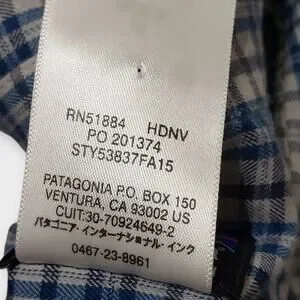 RN51884 HDNV
PO 201374
STY53837FA15
PATAGONIA P.O. BOX 150
VENTURA, CA 93002 US
CUIT:30-70924649-2
パタゴニア・インターナショナル・インク
0467-23-8961